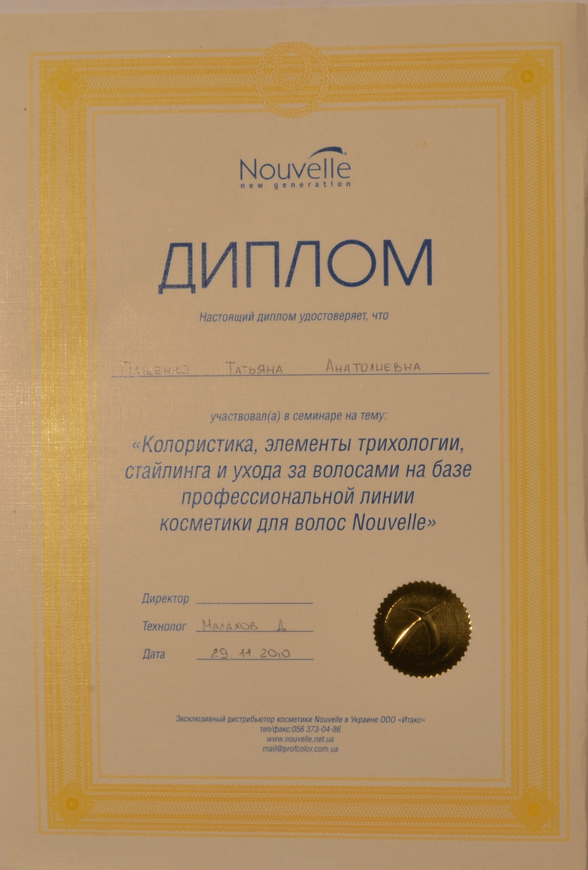 Nouvelle
new generation
ДИПЛОМ
Настоящий диплом удостоверяет, что
Пащенко Татьяна Анатолиевна
участвовал(а) в семинаре на тему:
«Колористика, элементы трихологии,
стайлинга и ухода за волосами на базе
профессиональной линии
косметики для волос Nouvelle»
Директор
Технолог Малахов Д.
Дата 29 11 2010
Эксклюзивный дистрибьютор косметики Nouvelle в Украине ООО «Итако»
тел/факс:056 373-04-86
www.nouvelle.net.ua
mail@profcolor.com.ua